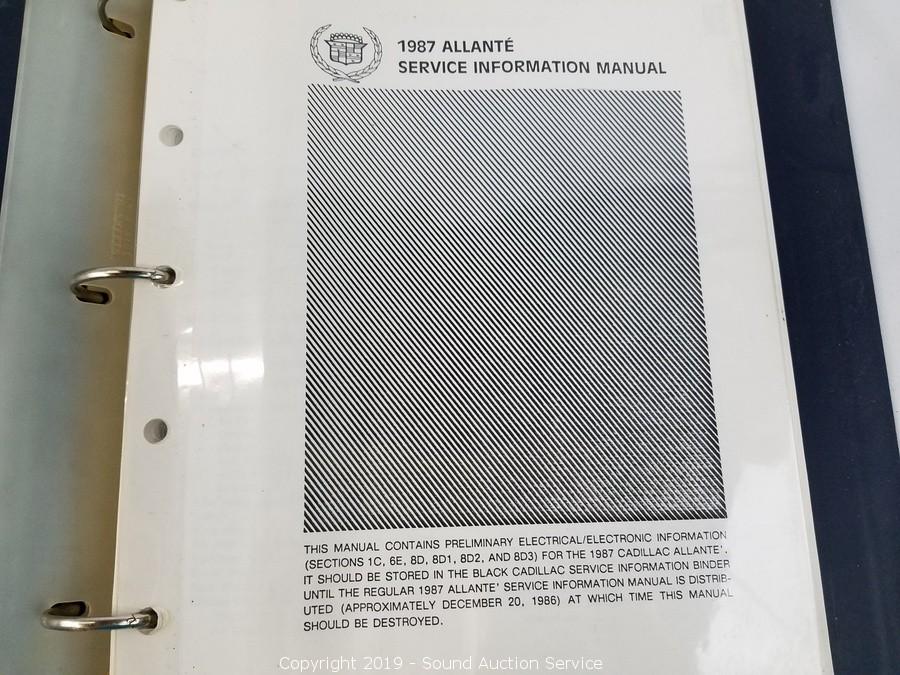 1987 ALLANTÉ
SERVICE INFORMATION MANUAL
THIS MANUAL CONTAINS PRELIMINARY ELECTRICAL/ELECTRONIC INFORMATION
(SECTIONS 1C, 6E, 8D, 8D1, 8D2, AND 8D3) FOR THE 1987 CADILLAC ALLANTE'.
IT SHOULD BE STORED IN THE BLACK CADILLAC SERVICE INFORMATION BINDER
UNTIL THE REGULAR 1987 ALLANTE' SERVICE INFORMATION MANUAL IS DISTRIB-
UTED (APPROXIMATELY DECEMBER 20, 1986) AT WHICH TIME THIS MANUAL
SHOULD BE DESTROYED.
Copyright 2019 - Sound Auction Service